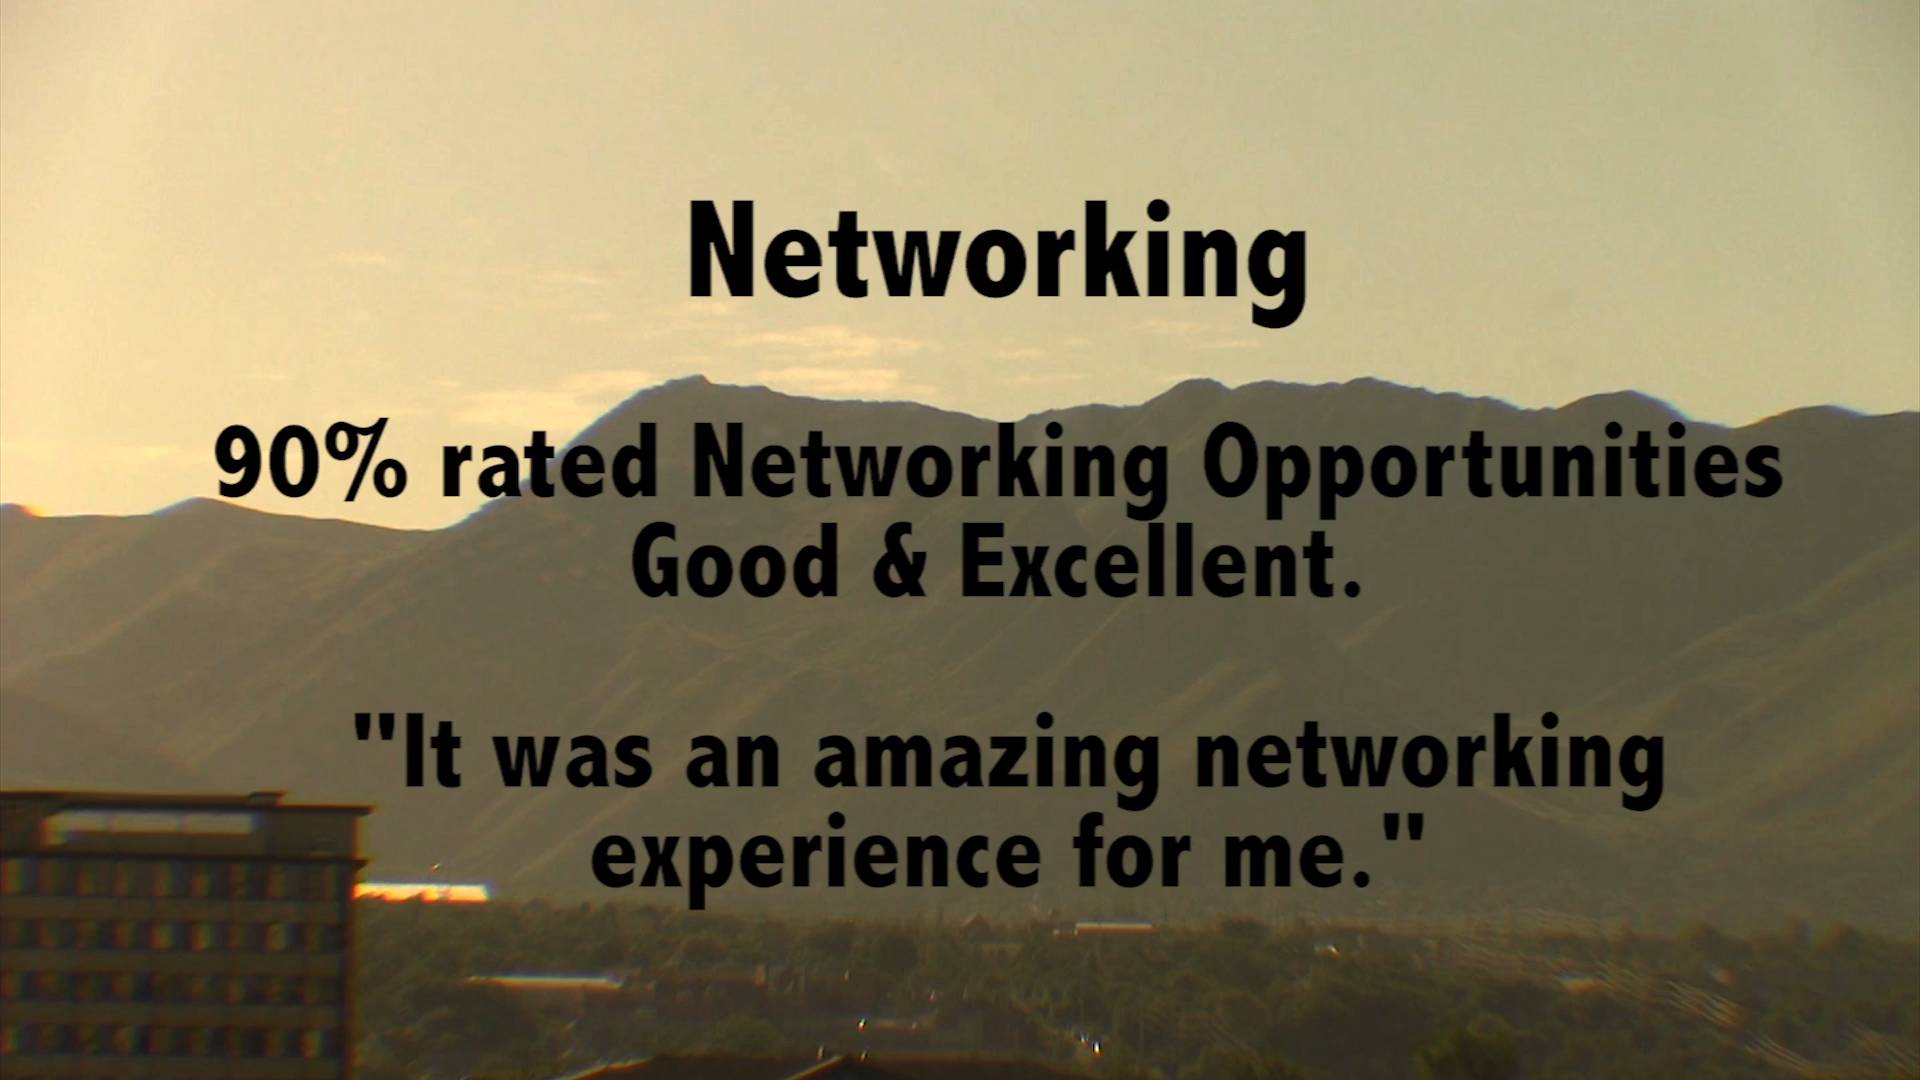 Networking
90% rated Networking Opportunities
Good & Excellent.
"It was an amazing networking
experience for me."